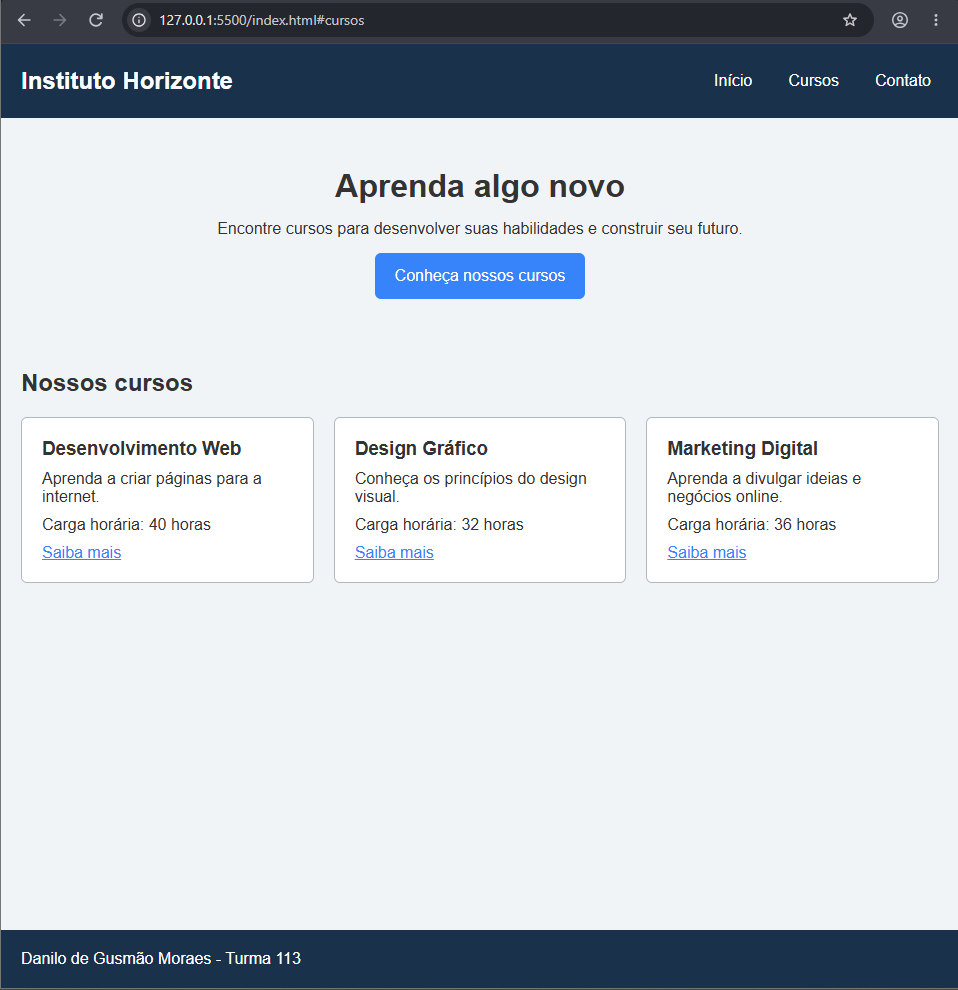 127.0.0.1:5500/index.html#cursos
Instituto Horizonte
Início Cursos Contato
Aprenda algo novo
Encontre cursos para desenvolver suas habilidades e construir seu futuro.
Conheça nossos cursos
Nossos cursos
Desenvolvimento Web
Aprenda a criar páginas para a
internet.
Carga horária: 40 horas
Saiba mais
Design Gráfico
Conheça os princípios do design
visual.
Carga horária: 32 horas
Saiba mais
Marketing Digital
Aprenda a divulgar ideias e
negócios online.
Carga horária: 36 horas
Saiba mais
Danilo de Gusmão Moraes - Turma 113